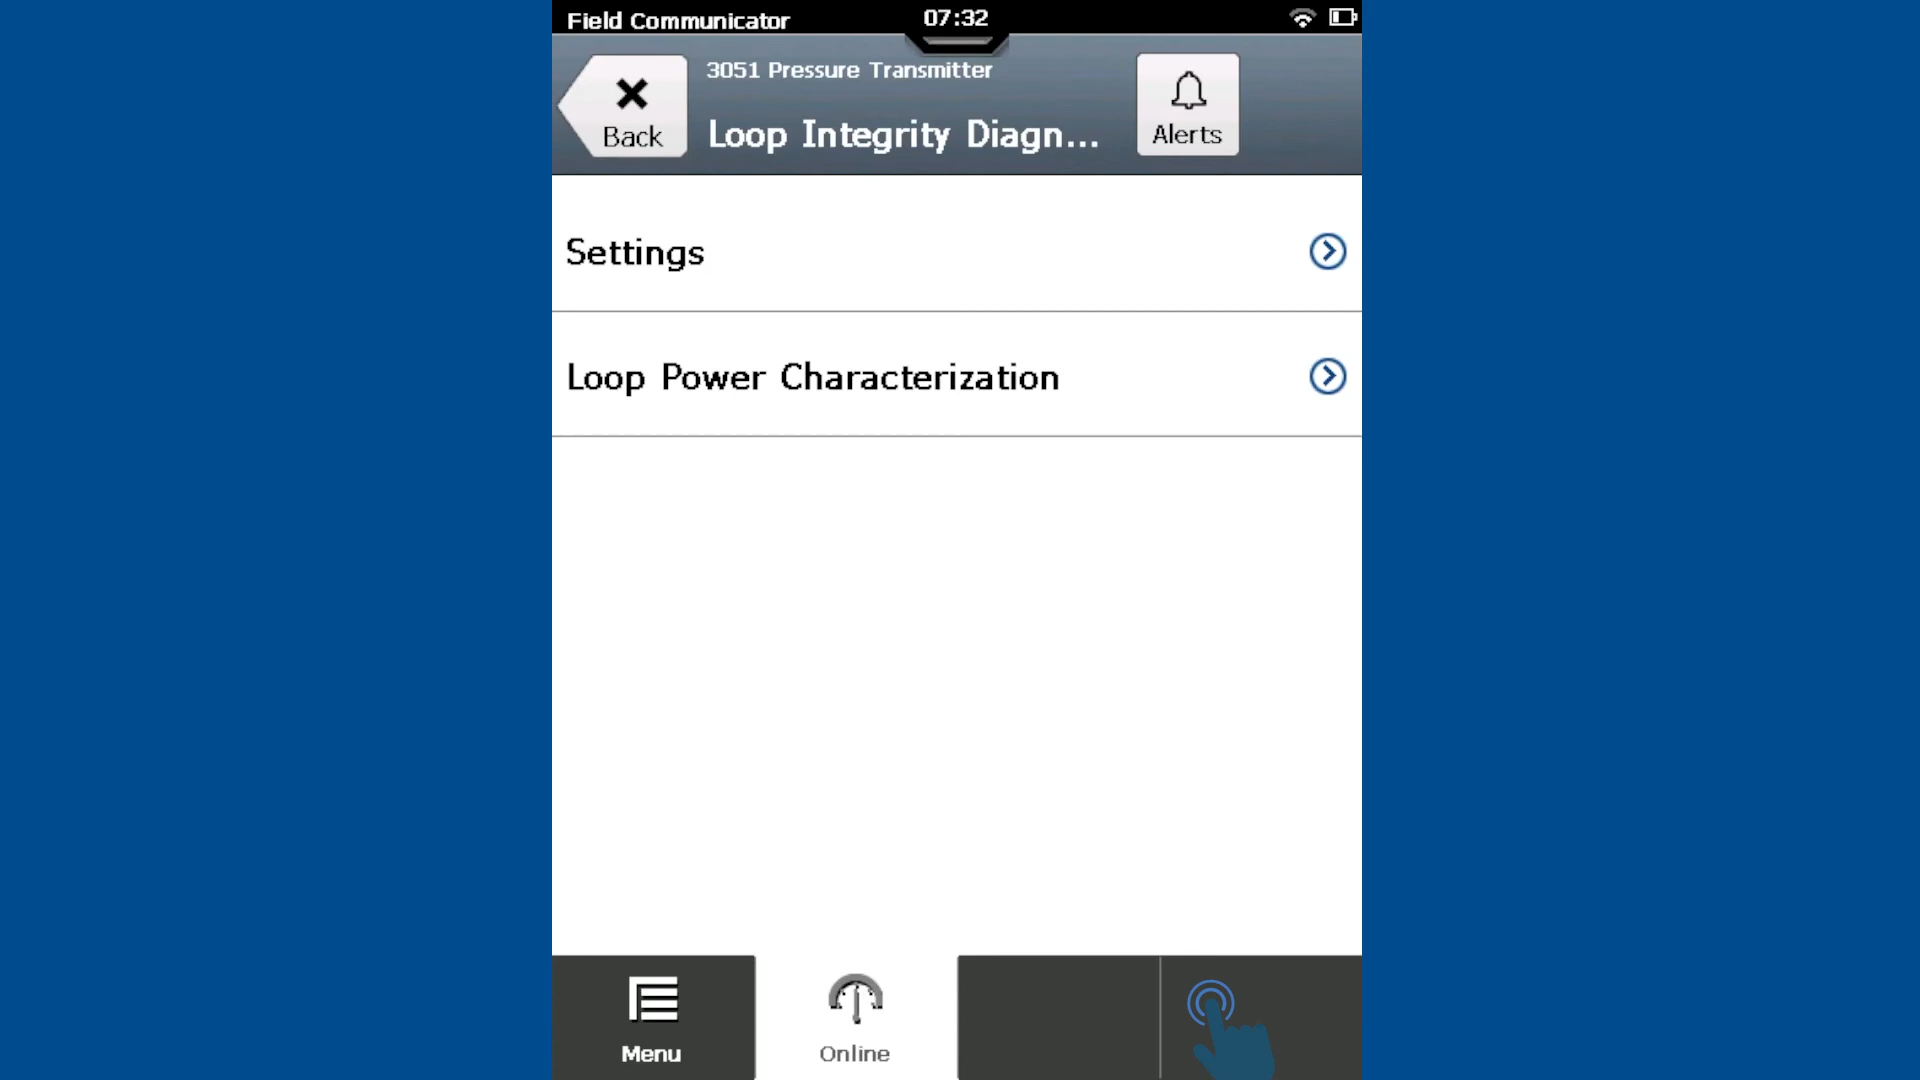 Field Communicator
07:32
Back
3051 Pressure Transmitter
Loop Integrity Diagn...
Alerts
Settings
Loop Power Characterization
Menu
Online